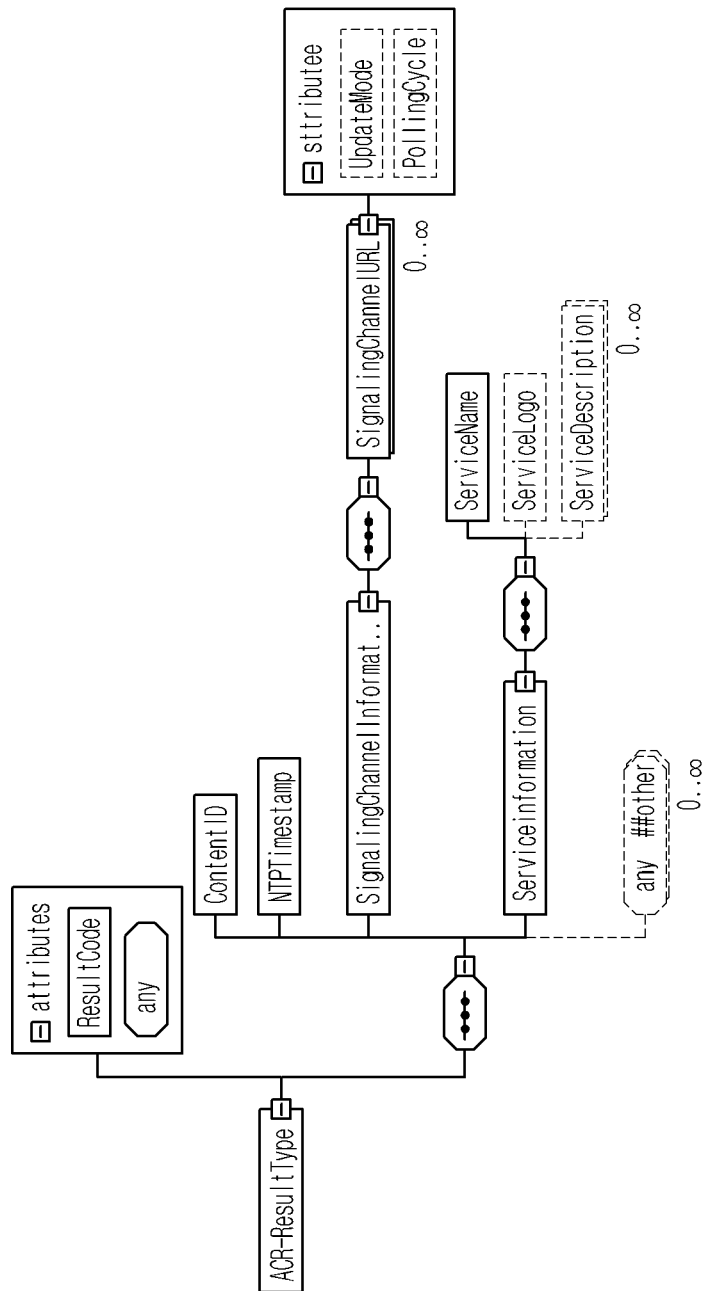 ACR-ResultType
attributes
ResultCode
any
ContentID
NTPTimestamp
SignalingChannelInformat..
SignalingChannelURL
0..∞
sttributee
UpdateMode
PollingCycle
Serviceinformation
ServiceName
ServiceLogo
ServiceDescription
0..∞
any ##other
0..∞